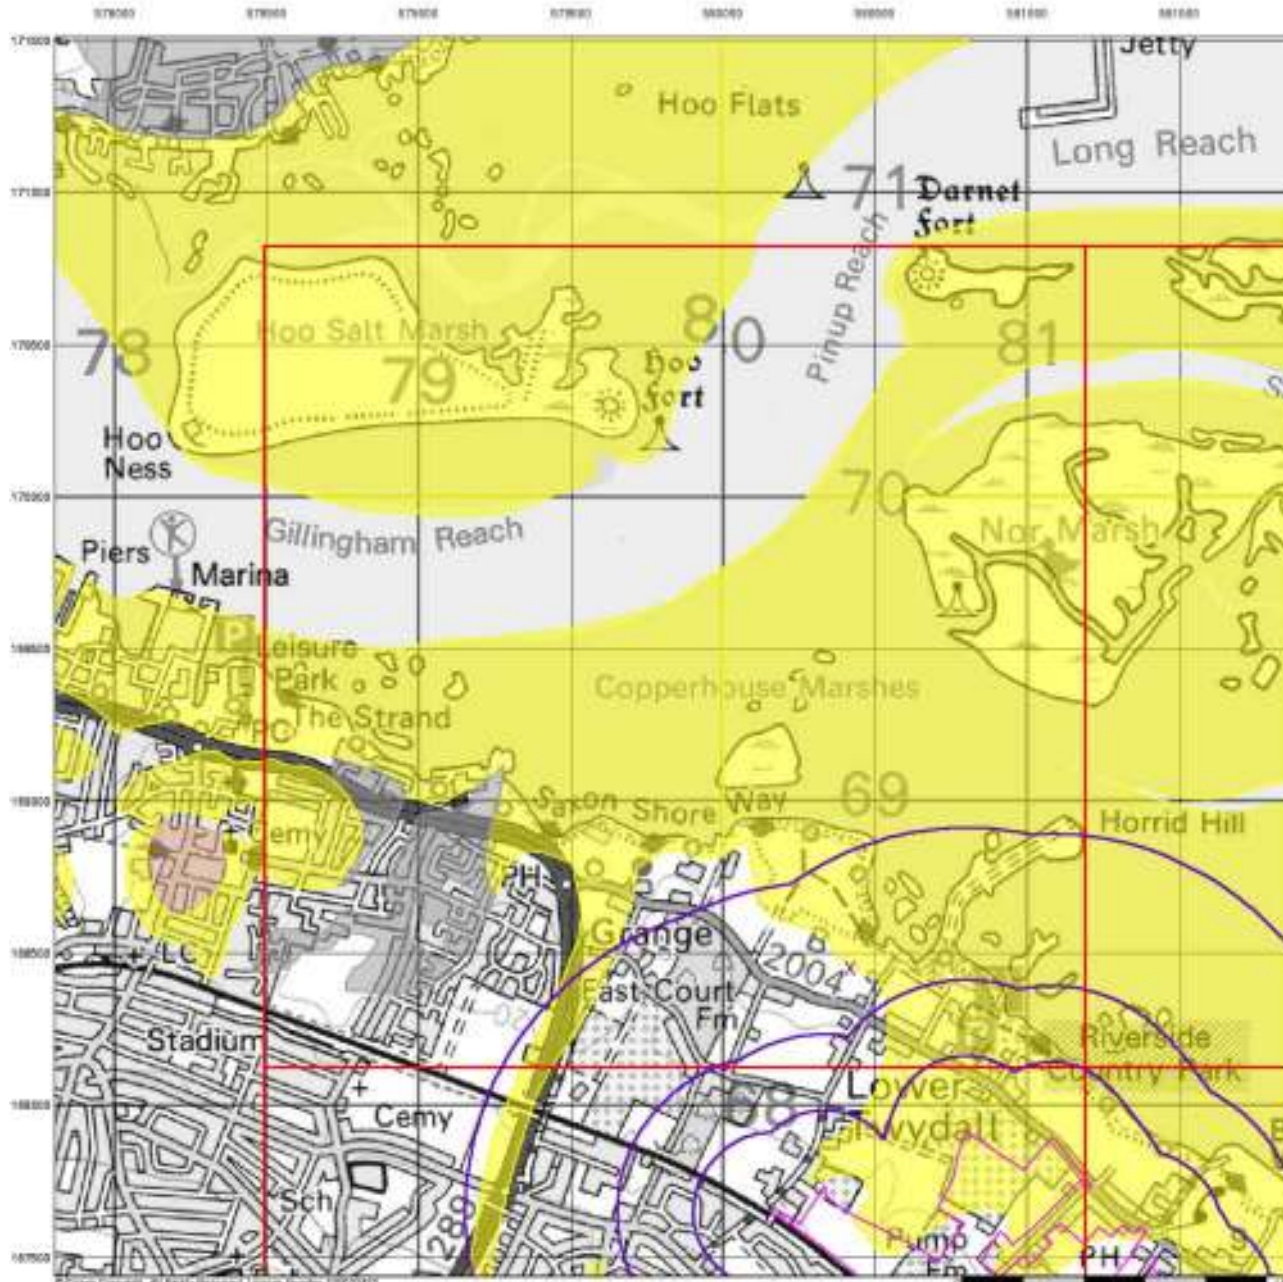 Jetty
Hoo Flats
Long Reach
71
Darnet
Fort
Pinup Reach
Hoo Salt Marsh
78
79
80
81
Hoo
Fort
Hoo
Ness
70
Nor Marsh
Gillingham Reach
Piers
Marina
P
Leisure
Park
The Strand
PC
Copperhouse Marshes
69
Saxon Shore Way
Horrid Hill
Cemy
PH
Grange
B 2004
LC
East Court
Fm
Stadium
Riverside
Country Park
Lower
Twydall
68
Cemy
Sch
289
Pump
Fm
PH